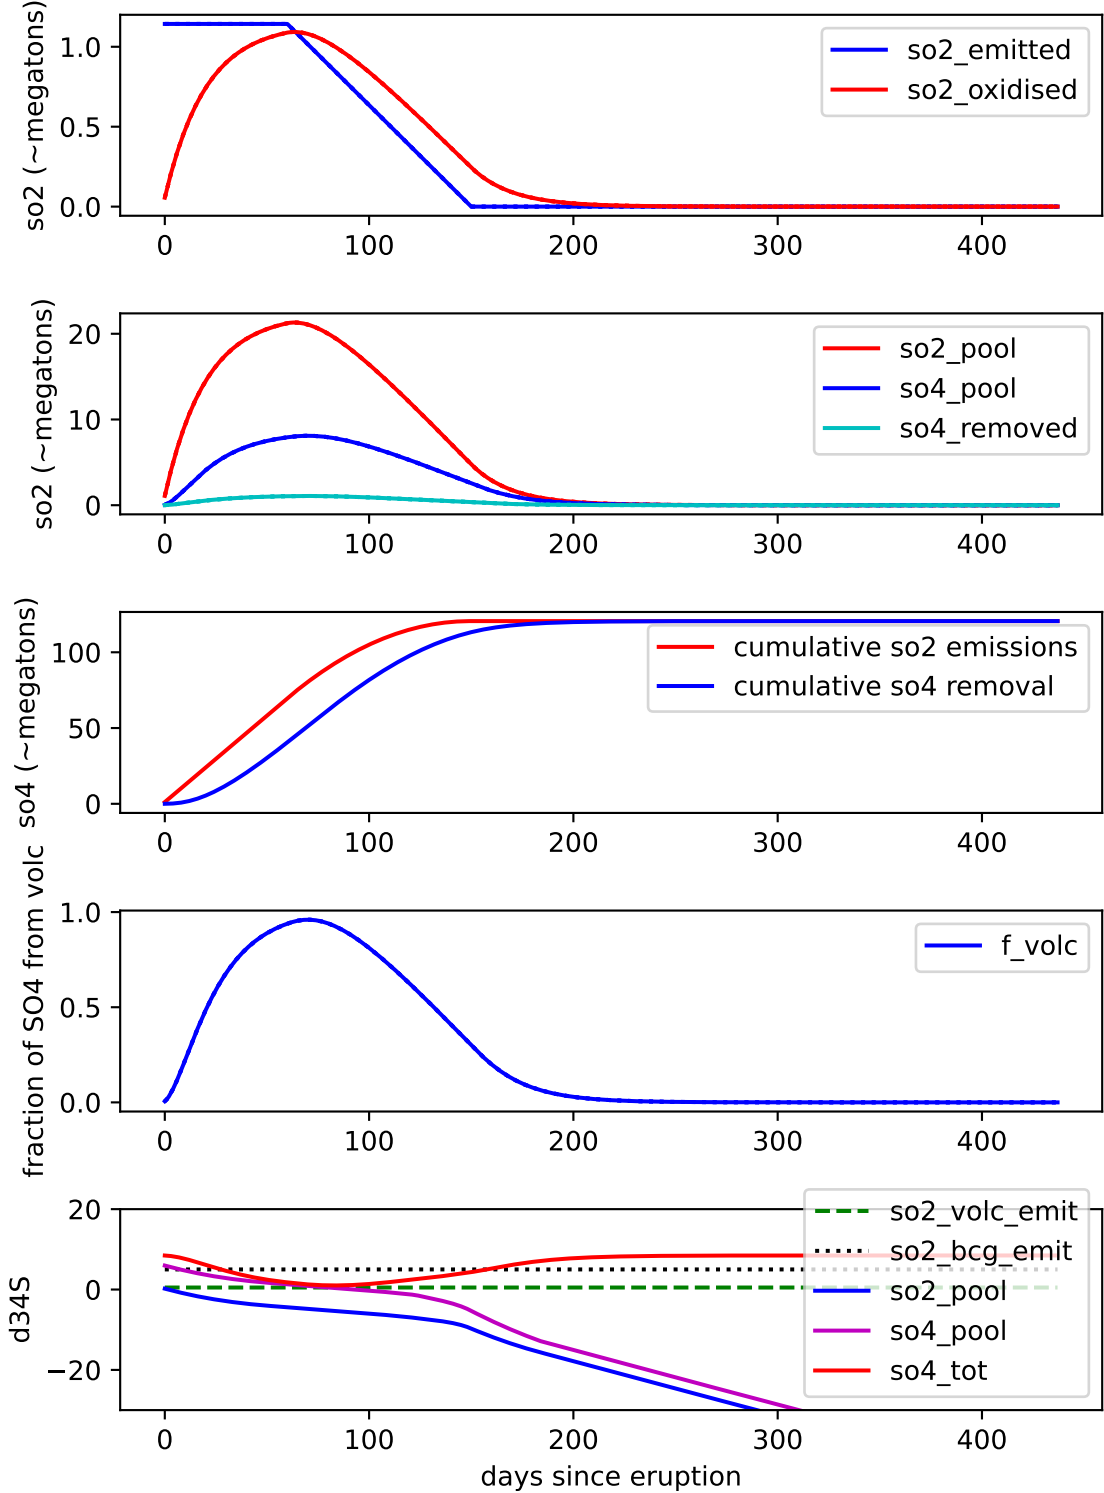 so2 (~megatons)
1.0
0.5
0.0
so2_emitted
so2_oxidised
0 100 200 300 400
so2 (~megatons)
20
10
0
so2_pool
so4_pool
so4_removed
0 100 200 300 400
so4 (~megatons)
100
50
0
cumulative so2 emissions
cumulative so4 removal
0 100 200 300 400
fraction of SO4 from volc
1.0
0.5
0.0
f_volc
0 100 200 300 400
d34S
20
0
−20
so2_volc_emit
so2_bcg_emit
so2_pool
so4_pool
so4_tot
0 100 200 300 400
days since eruption